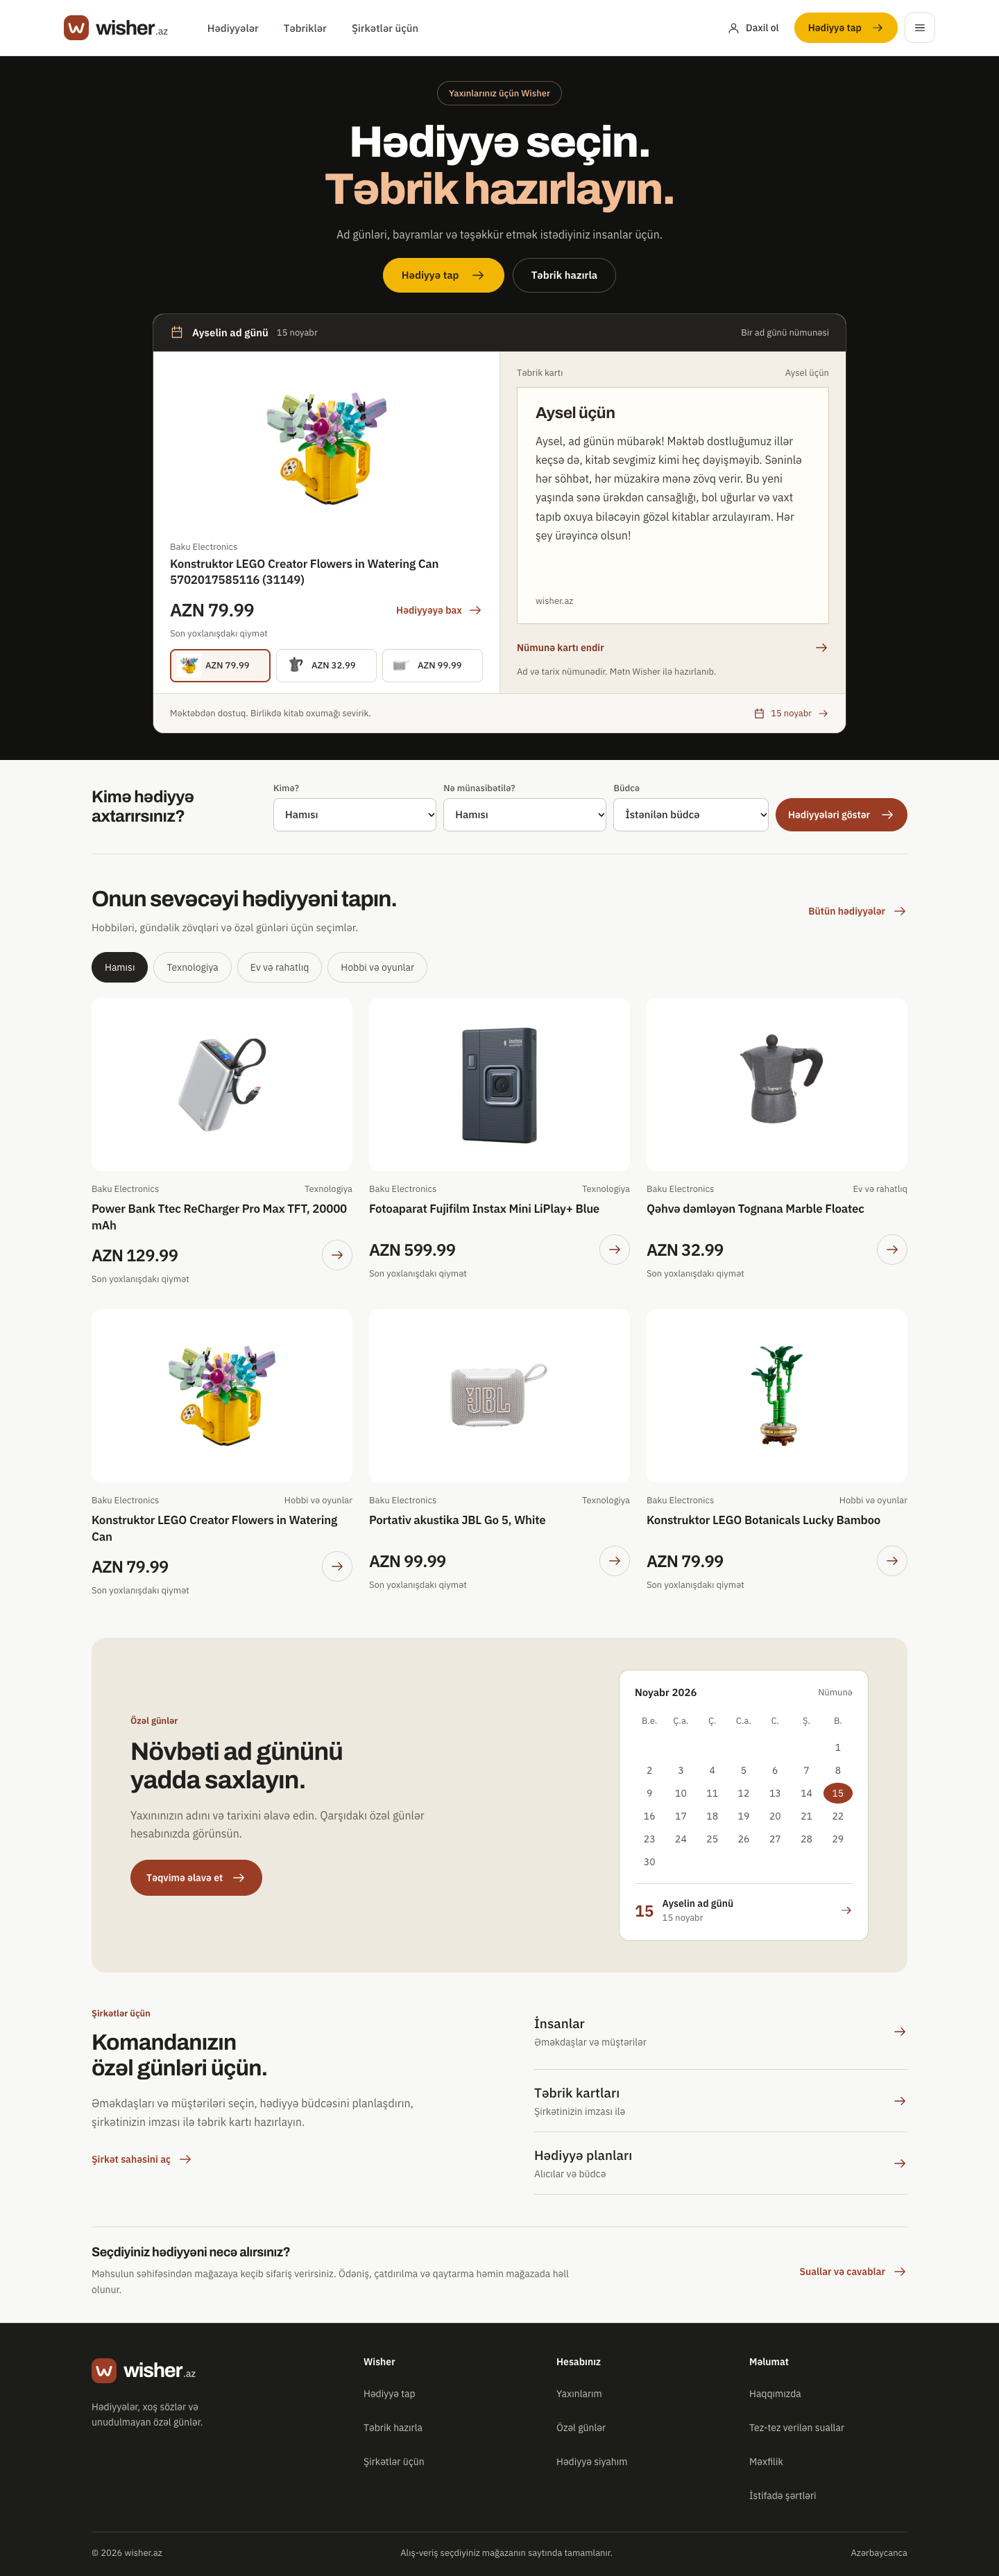 wisher.az
Hədiyyələr
Təbriklər
Şirkətlər üçün
Daxil ol
Hədiyyə tap
Yaxınlarınız üçün Wisher
Hədiyyə seçin.
Təbrik hazırlayın.
Ad günləri, bayramlar və təşəkkür etmək istədiyiniz insanlar üçün.
Hədiyyə tap
Təbrik hazırla
Ayselin ad günü 15 noyabr
Bir ad günü nümunəsi
Baku Electronics
Konstruktor LEGO Creator Flowers in Watering Can
5702017585116 (31149)
AZN 79.99
Hədiyyəyə bax
Son yoxlanışdakı qiymət
AZN 79.99
AZN 32.99
AZN 99.99
Təbrik kartı
Aysel üçün
Aysel üçün
Aysel, ad günün mübarək! Məktəb dostluğumuz illər
keçsə də, kitab sevgimiz kimi heç dəyişməyib. Səninlə
hər söhbət, hər müzakirə mənə zövq verir. Bu yeni
yaşında sənə ürəkdən cansağlığı, bol uğurlar və vaxt
tapıb oxuya biləcəyin gözəl kitablar arzulayıram. Hər
şey ürəyincə olsun!
wisher.az
Nümunə kartı endir
Ad və tarix nümunədir. Mətn Wisher ilə hazırlanıb.
Məktəbdən dostuq. Birlikdə kitab oxumağı sevirik.
15 noyabr
Kimə hədiyyə
axtarırsınız?
Kimə?
Hamısı
Nə münasibətilə?
Hamısı
Büdcə
İstənilən büdcə
Hədiyyələri göstər
Onun sevəcəyi hədiyyəni tapın.
Hobbiləri, gündəlik zövqləri və özəl günləri üçün seçimlər.
Bütün hədiyyələr
Hamısı
Texnologiya
Ev və rahatlıq
Hobbi və oyunlar
Baku Electronics
Texnologiya
Power Bank Ttec ReCharger Pro Max TFT, 20000
mAh
AZN 129.99
Son yoxlanışdakı qiymət
Baku Electronics
Texnologiya
Fotoaparat Fujifilm Instax Mini LiPlay+ Blue
AZN 599.99
Son yoxlanışdakı qiymət
Baku Electronics
Ev və rahatlıq
Qəhvə dəmləyən Tognana Marble Floatec
AZN 32.99
Son yoxlanışdakı qiymət
Baku Electronics
Hobbi və oyunlar
Konstruktor LEGO Creator Flowers in Watering
Can
AZN 79.99
Son yoxlanışdakı qiymət
JBL
Baku Electronics
Texnologiya
Portativ akustika JBL Go 5, White
AZN 99.99
Son yoxlanışdakı qiymət
Baku Electronics
Hobbi və oyunlar
Konstruktor LEGO Botanicals Lucky Bamboo
AZN 79.99
Son yoxlanışdakı qiymət
Özəl günlər
Növbəti ad gününü
yadda saxlayın.
Yaxınınızın adını və tarixini əlavə edin. Qarşıdakı özəl günlər
hesabınızda görünsün.
Təqvimə əlavə et
Noyabr 2026
Nümunə
B.e. Ç.a. Ç. C.a. C. Ş. B.
1
2 3 4 5 6 7 8
9 10 11 12 13 14 15
16 17 18 19 20 21 22
23 24 25 26 27 28 29
30
15
Ayselin ad günü
15 noyabr
Şirkətlər üçün
Komandanızın
özəl günləri üçün.
Əməkdaşları və müştəriləri seçin, hədiyyə büdcəsini planlaşdırın,
şirkətinizin imzası ilə təbrik kartı hazırlayın.
Şirkət sahəsini aç
İnsanlar
Əməkdaşlar və müştərilər
Təbrik kartları
Şirkətinizin imzası ilə
Hədiyyə planları
Alıcılar və büdcə
Seçdiyiniz hədiyyəni necə alırsınız?
Məhsulun səhifəsindən mağazaya keçib sifariş verirsiniz. Ödəniş, çatdırılma və qaytarma həmin mağazada həll
olunur.
Suallar və cavablar
wisher.az
Hədiyyələr, xoş sözlər və
unudulmayan özəl günlər.
Wisher
Hədiyyə tap
Təbrik hazırla
Şirkətlər üçün
Hesabınız
Yaxınlarım
Özəl günlər
Hədiyyə siyahım
Məlumat
Haqqımızda
Tez-tez verilən suallar
Məxfilik
İstifadə şərtləri
© 2026 wisher.az
Alış-veriş seçdiyiniz mağazanın saytında tamamlanır.
Azərbaycanca